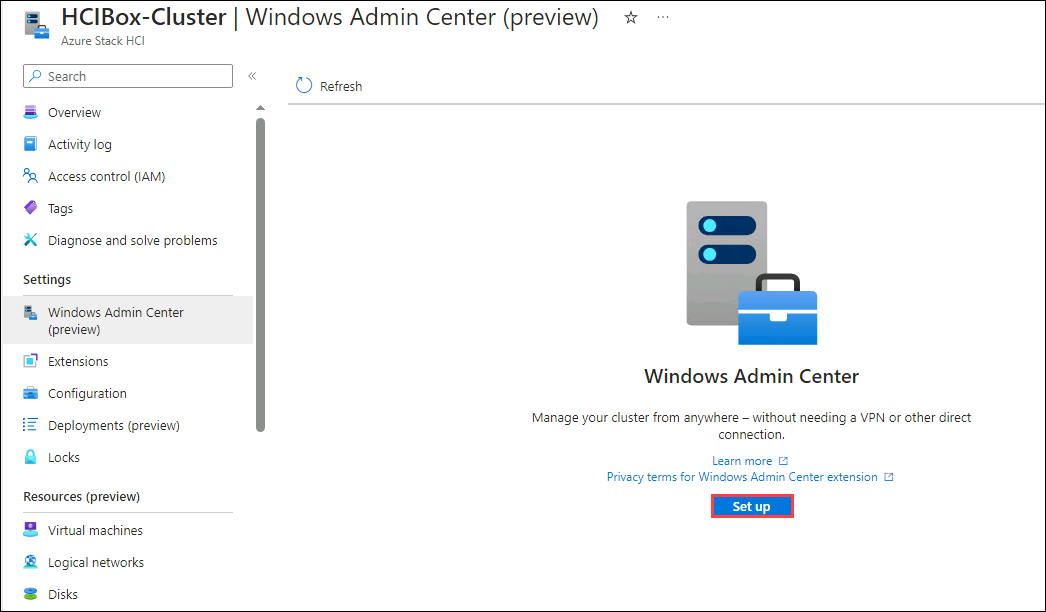 HCIBox-Cluster | Windows Admin Center (preview)
Azure Stack HCI
Search
Refresh
Overview
Activity log
Access control (IAM)
Tags
Diagnose and solve problems
Settings
Windows Admin Center
(preview)
Extensions
Configuration
Deployments (preview)
Locks
Resources (preview)
Virtual machines
Logical networks
Disks
Windows Admin Center
Manage your cluster from anywhere – without needing a VPN or other direct
connection.
Learn more
Privacy terms for Windows Admin Center extension
Set up